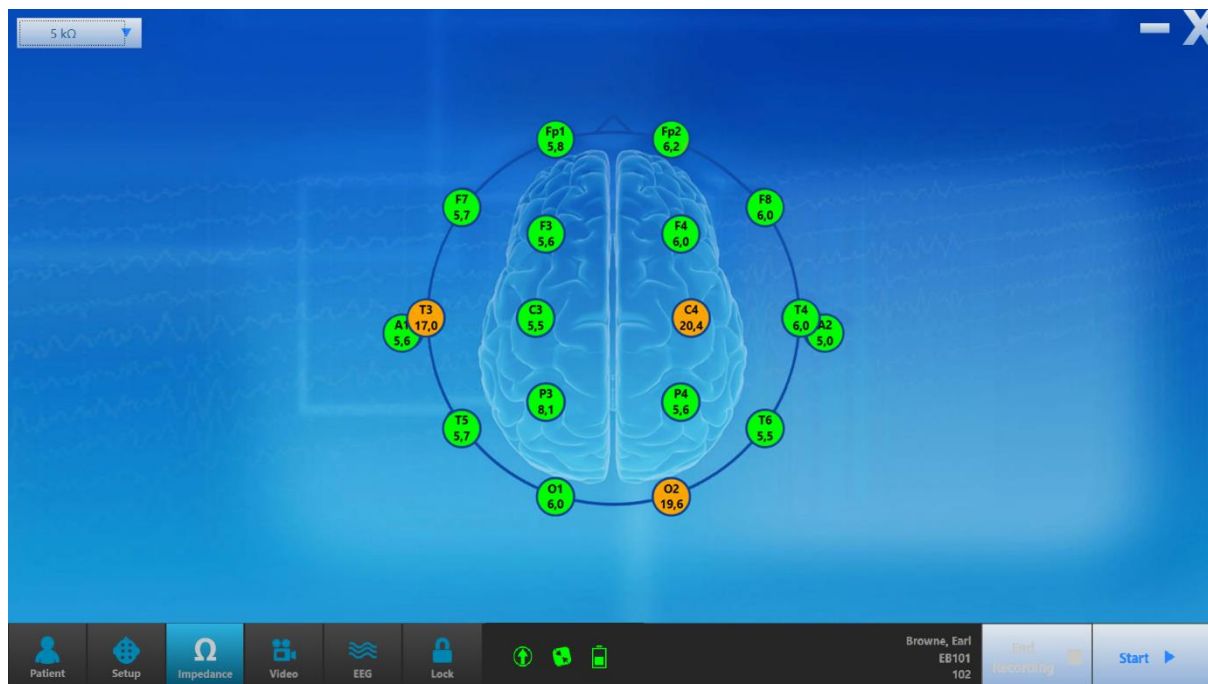 5 kΩ
X
Fp1
5,8
Fp2
6,2
F7
5,7
F8
6,0
F3
5,6
F4
6,0
A1
5,6
T3
17,0
C3
5,5
C4
20,4
T4
6,0
A2
5,0
P3
8,1
P4
5,6
T5
5,7
T6
5,5
O1
6,0
O2
19,6
Ω
Patient
Setup
Impedance
Video
EEG
Lock
Browne, Earl
EB101
102
End
Recording
Start